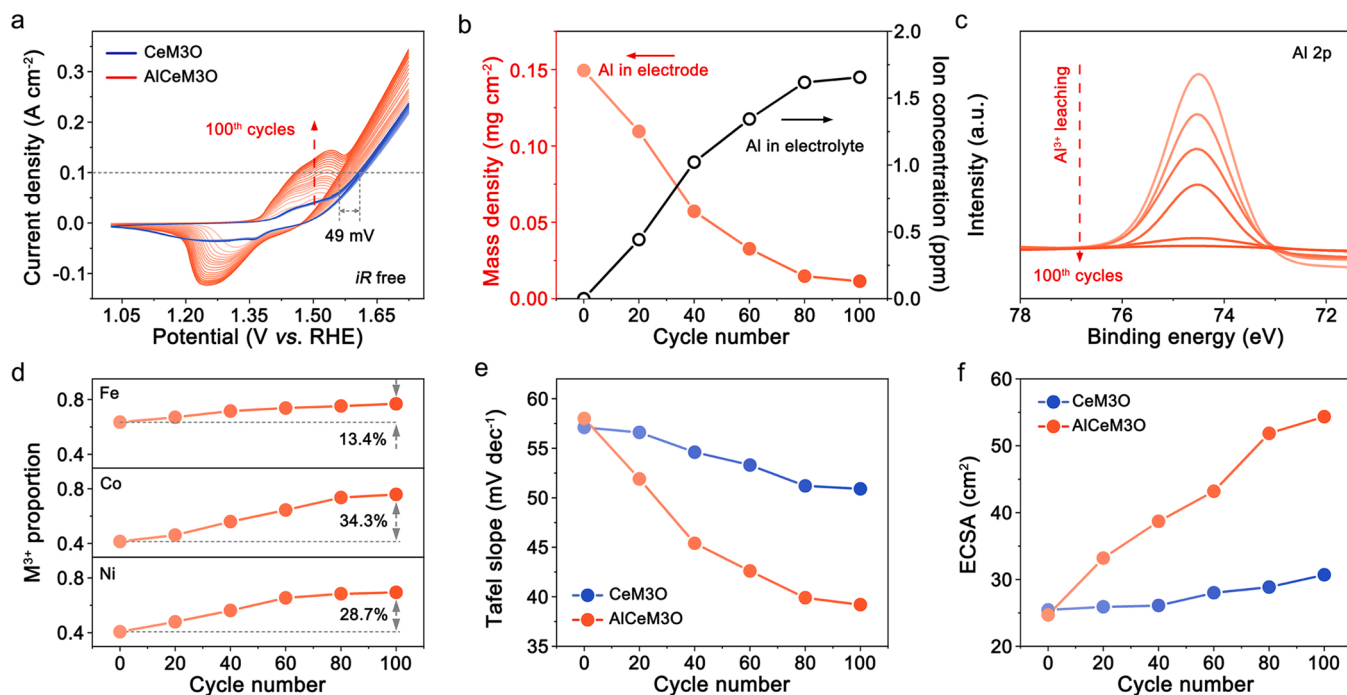 a
CeM3O
AlCeM3O
100th cycles
49 mV
iR free
Current density (A cm-2)
0.3
0.2
0.1
0.0
-0.1
1.05
1.20
1.35
1.50
1.65
Potential (V vs. RHE)
b
Al in electrode
Al in electrolyte
Mass density (mg cm-2)
0.15
0.10
0.05
0.00
Ion concentration (ppm)
2.0
1.5
1.0
0.5
0.0
0
20
40
60
80
100
Cycle number
c
Al 2p
Al3+ leaching
100th cycles
Intensity (a.u.)
78
76
74
72
Binding energy (eV)
d
M3+ proportion
Fe
0.8
0.4
13.4%
Co
0.8
0.4
34.3%
Ni
0.8
0.4
28.7%
0
20
40
60
80
100
Cycle number
e
Tafel slope (mV dec-1)
60
55
50
45
40
35
CeM3O
AlCeM3O
0
20
40
60
80
100
Cycle number
f
CeM3O
AlCeM3O
ECSA (cm2)
60
50
40
30
20
0
20
40
60
80
100
Cycle number